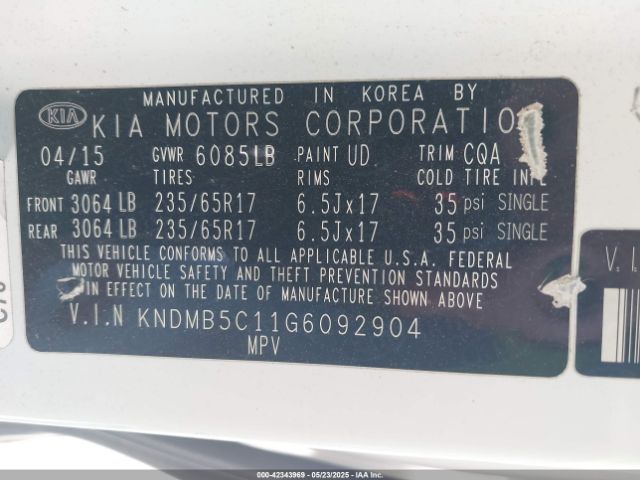 MANUFACTURED IN KOREA BY
KIA KIA MOTORS CORPORATIO
04/15 GVWR 6085LB PAINT UD TRIM CQA
GAWR TIRES RIMS COLD TIRE INFL
FRONT 3064 LB 235/65R17 6.5Jx17 35 psi SINGLE
REAR 3064 LB 235/65R17 6.5Jx17 35 psi SINGLE
THIS VEHICLE CONFORMS TO ALL APPLICABLE U.S.A. FEDERAL
MOTOR VEHICLE SAFETY AND THEFT PREVENTION STANDARDS
IN EFFECT ON THE DATE OF MANUFACTURE SHOWN ABOVE
V.I.N KNDMB5C11G6092904
MPV
V.I
00-42343969 05/23/2025 COPART/IAA